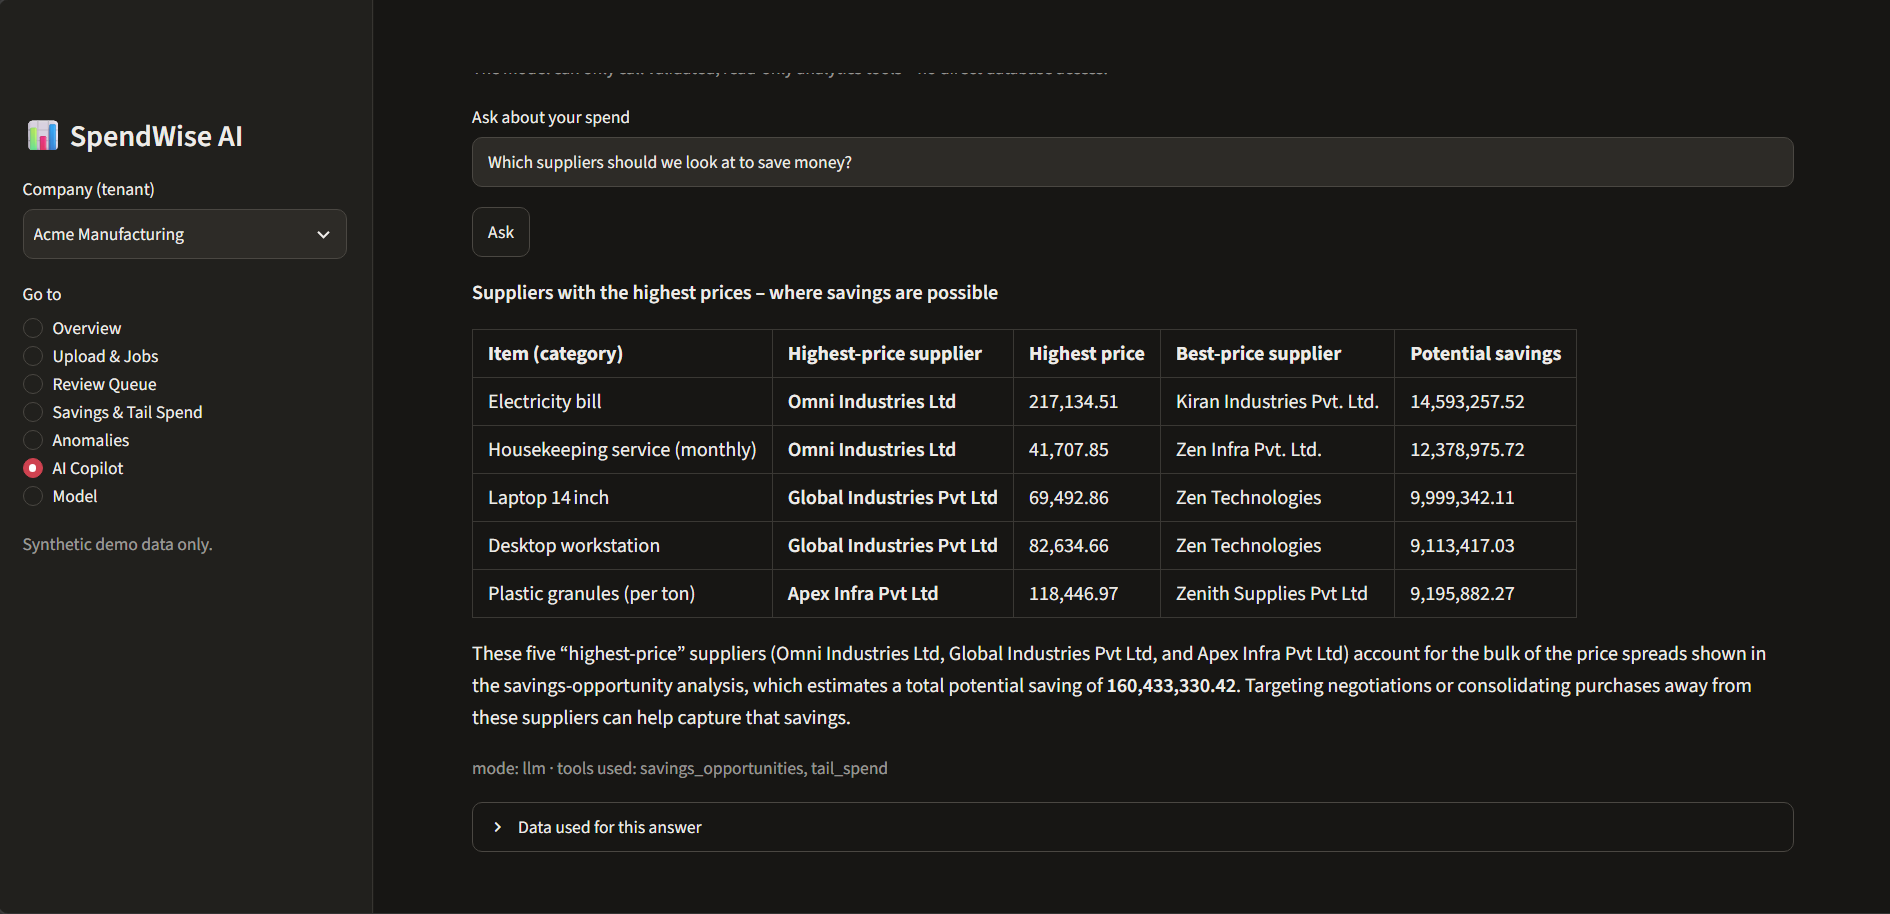 SpendWise AI
Company (tenant)
Acme Manufacturing
Go to
Overview
Upload & Jobs
Review Queue
Savings & Tail Spend
Anomalies
AI Copilot
Model
Synthetic demo data only.
Ask about your spend
Which suppliers should we look at to save money?
Ask
Suppliers with the highest prices – where savings are possible
Item (category) Highest-price supplier Highest price Best-price supplier Potential savings
Electricity bill Omni Industries Ltd 217,134.51 Kiran Industries Pvt. Ltd. 14,593,257.52
Housekeeping service (monthly) Omni Industries Ltd 41,707.85 Zen Infra Pvt. Ltd. 12,378,975.72
Laptop 14 inch Global Industries Pvt Ltd 69,492.86 Zen Technologies 9,999,342.11
Desktop workstation Global Industries Pvt Ltd 82,634.66 Zen Technologies 9,113,417.03
Plastic granules (per ton) Apex Infra Pvt Ltd 118,446.97 Zenith Supplies Pvt Ltd 9,195,882.27
These five “highest-price” suppliers (Omni Industries Ltd, Global Industries Pvt Ltd, and Apex Infra Pvt Ltd) account for the bulk of the price spreads shown in
the savings-opportunity analysis, which estimates a total potential saving of 160,433,330.42. Targeting negotiations or consolidating purchases away from
these suppliers can help capture that savings.
mode: llm · tools used: savings_opportunities, tail_spend
Data used for this answer